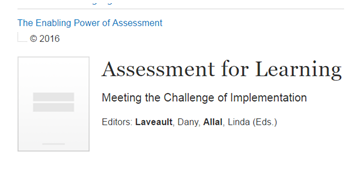 The Enabling Power of Assessment
© 2016
Assessment for Learning
Meeting the Challenge of Implementation
Editors: Laveault, Dany, Allal, Linda (Eds.)